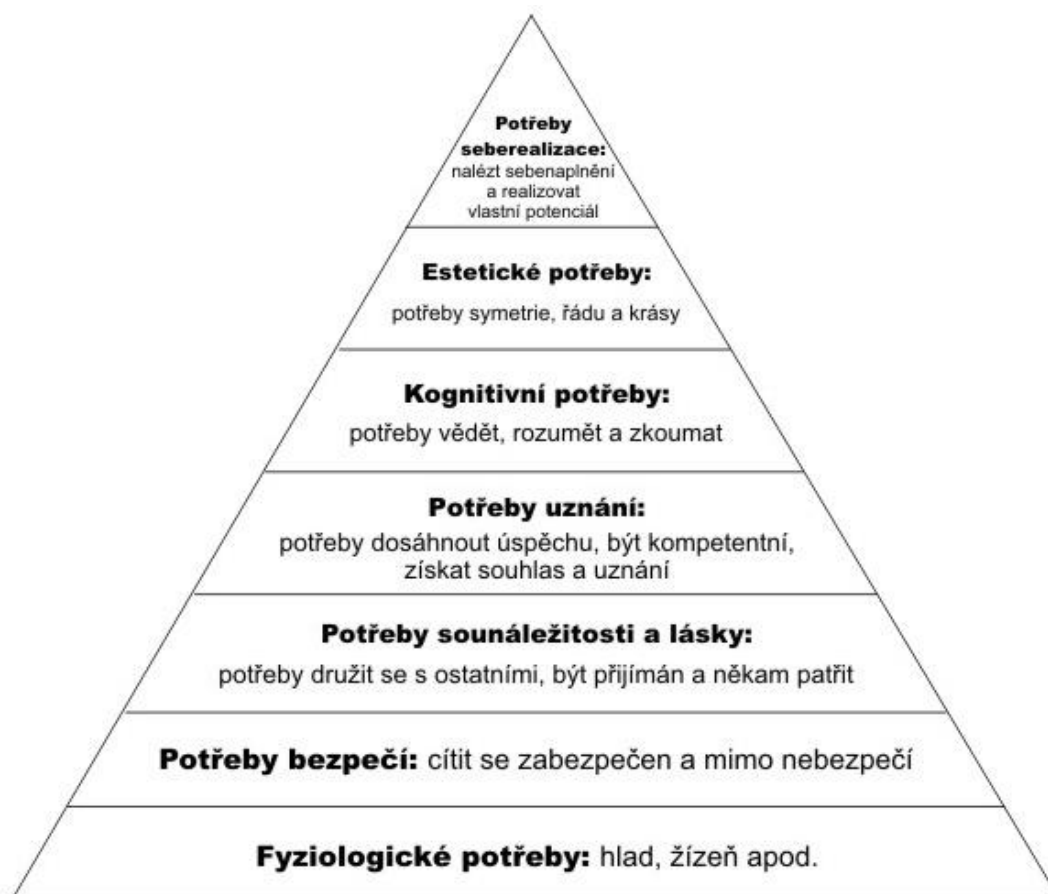 Potřeby
seberealizace:
nalézt sebenaplnění
a realizovat
vlastní potenciál
Estetické potřeby:
potřeby symetrie, řádu a krásy
Kognitivní potřeby:
potřeby vědět, rozumět a zkoumat
Potřeby uznání:
potřeby dosáhnout úspěchu, být kompetentní,
získat souhlas a uznání
Potřeby sounáležitosti a lásky:
potřeby družit se s ostatními, být přijímán a někam patřit
Potřeby bezpečí: cítit se zabezpečen a mimo nebezpečí
Fyziologické potřeby: hlad, žízeň apod.